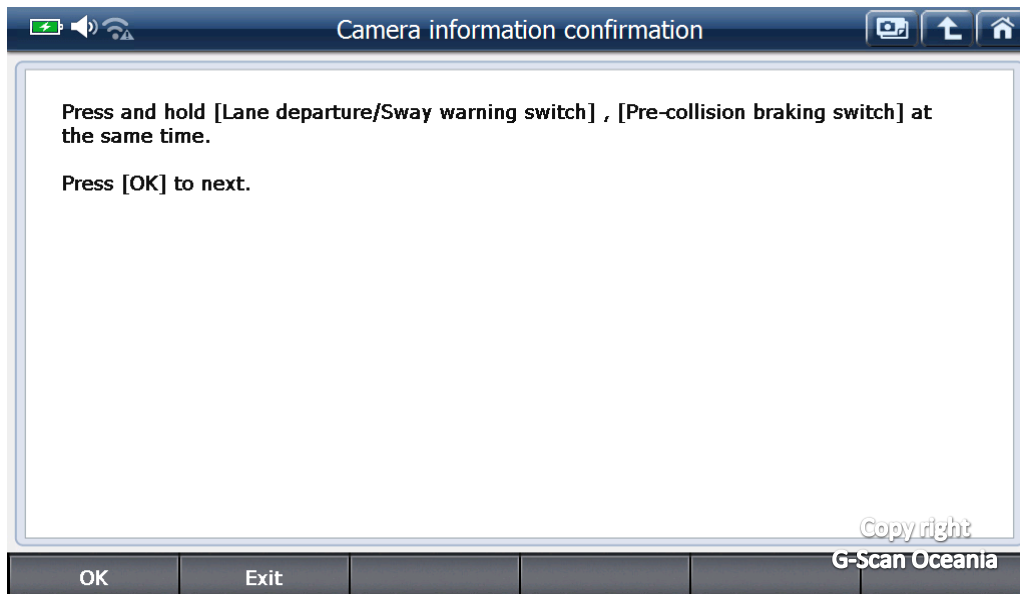 Camera information confirmation
Press and hold [Lane departure/Sway warning switch] , [Pre-collision braking switch] at
the same time.
Press [OK] to next.
Copy right
G-Scan Oceania
OK
Exit